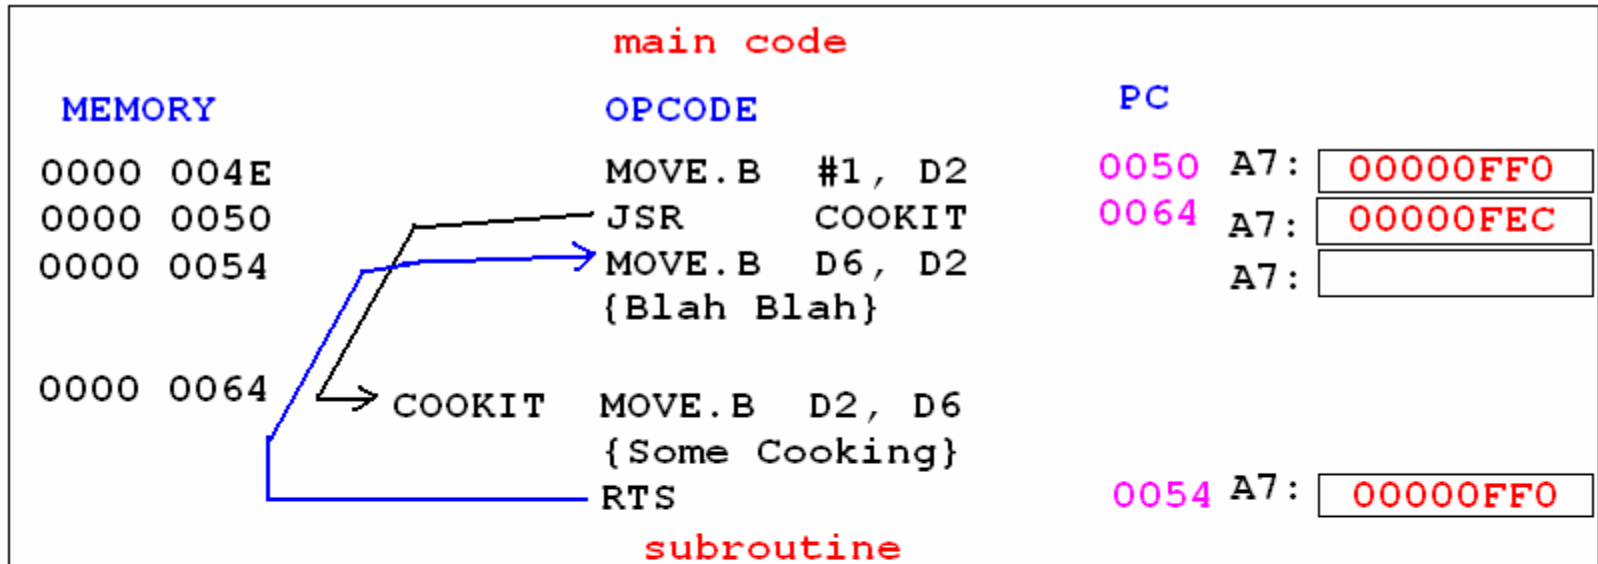 main code
MEMORY OPCODE PC
0000 004E MOVE.B #1, D2 0050 A7: 00000FF0
0000 0050 JSR COOKIT 0064 A7: 00000FEC
0000 0054 MOVE.B D6, D2 A7:
{Blah Blah}
0000 0064 COOKIT MOVE.B D2, D6
{Some Cooking}
RTS 0054 A7: 00000FF0
subroutine